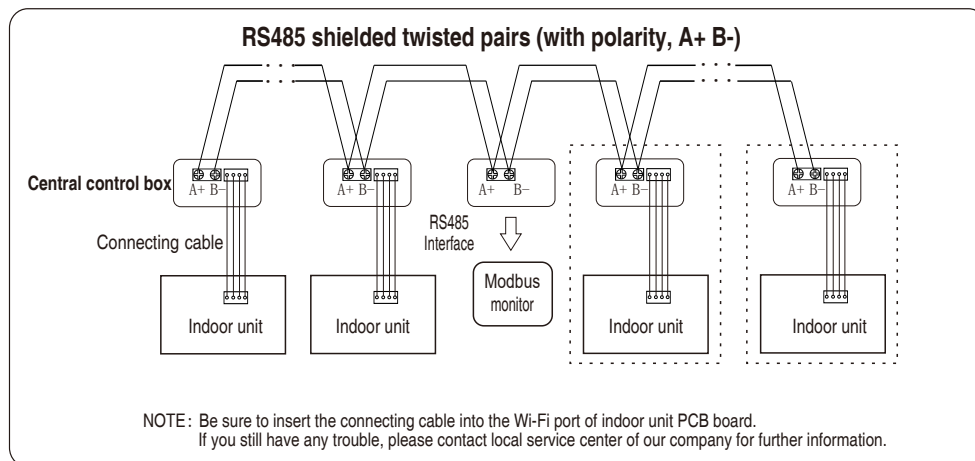 RS485 shielded twisted pairs (with polarity, A+ B-)
Central control box
A+ B-
A+ B-
A+ B-
A+ B-
A+ B-
Connecting cable
RS485
Interface
Indoor unit
Indoor unit
Modbus
monitor
Indoor unit
Indoor unit
NOTE: Be sure to insert the connecting cable into the Wi-Fi port of indoor unit PCB board.
If you still have any trouble, please contact local service center of our company for further information.